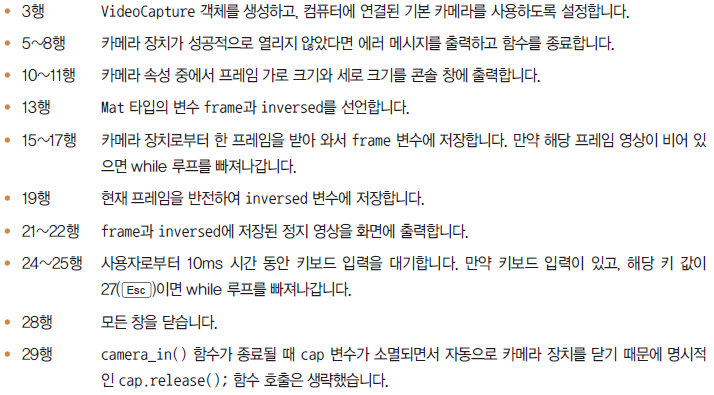 • 3행 VideoCapture 객체를 생성하고, 컴퓨터에 연결된 기본 카메라를 사용하도록 설정합니다.
• 5~8행 카메라 장치가 성공적으로 열리지 않았다면 에러 메시지를 출력하고 함수를 종료합니다.
• 10~11행 카메라 속성 중에서 프레임 가로 크기와 세로 크기를 콘솔 창에 출력합니다.
• 13행 Mat 타입의 변수 frame과 inversed를 선언합니다.
• 15~17행 카메라 장치로부터 한 프레임을 받아 와서 frame 변수에 저장합니다. 만약 해당 프레임 영상이 비어 있
으면 while 루프를 빠져나갑니다.
• 19행 현재 프레임을 반전하여 inversed 변수에 저장합니다.
• 21~22행 frame과 inversed에 저장된 정지 영상을 화면에 출력합니다.
• 24~25행 사용자로부터 10ms 시간 동안 키보드 입력을 대기합니다. 만약 키보드 입력이 있고, 해당 키 값이
27(Esc)이면 while 루프를 빠져나갑니다.
• 28행 모든 창을 닫습니다.
• 29행 camera_in() 함수가 종료될 때 cap 변수가 소멸되면서 자동으로 카메라 장치를 닫기 때문에 명시적
인 cap.release(); 함수 호출은 생략했습니다.